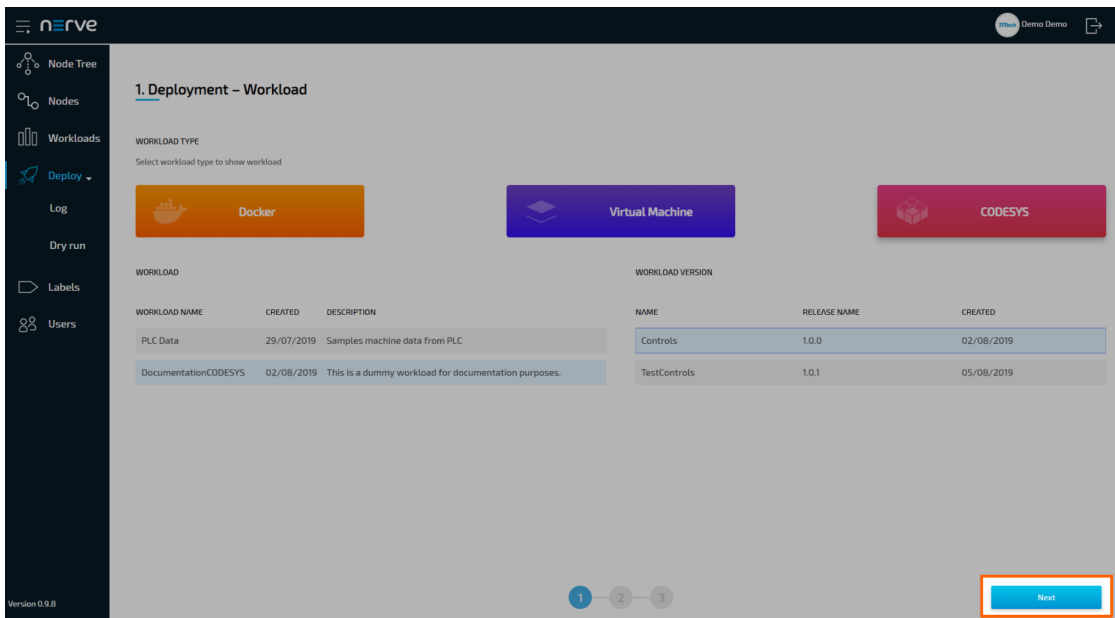 nerve
TTTech Demo Demo
Node Tree
Nodes
Workloads
Deploy
Log
Dry run
Labels
Users
Version 0.9.8
1. Deployment – Workload
WORKLOAD TYPE
Select workload type to show workload
Docker
Virtual Machine
CODESYS
WORKLOAD
WORKLOAD NAME CREATED DESCRIPTION
PLC Data 29/07/2019 Samples machine data from PLC
DocumentationCODESYS 02/08/2019 This is a dummy workload for documentation purposes.
WORKLOAD VERSION
NAME RELEASE NAME CREATED
Controls 1.0.0 02/08/2019
TestControls 1.0.1 05/08/2019
1 2 3
Next